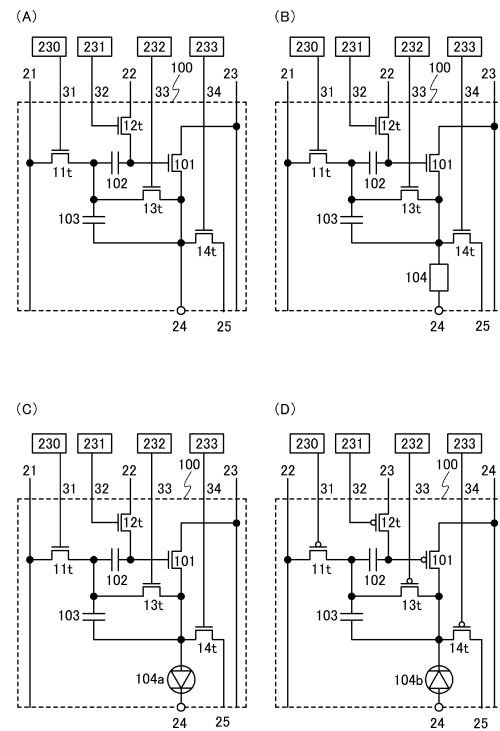 (A)
230 231 232 233
21 22 100 23
31 32 33 34
12t
101
11t 102
103 13t
14t
24 25
(B)
230 231 232 233
21 22 100 23
31 32 33 34
12t
101
11t 102
103 13t
14t
104
24 25
(C)
230 231 232 233
21 22 100 23
31 32 33 34
12t
101
11t 102
103 13t
14t
104a
24 25
(D)
230 231 232 233
22 23 100 24
31 32 33 34
12t
101
11t 102
103 13t
14t
104b
24 25